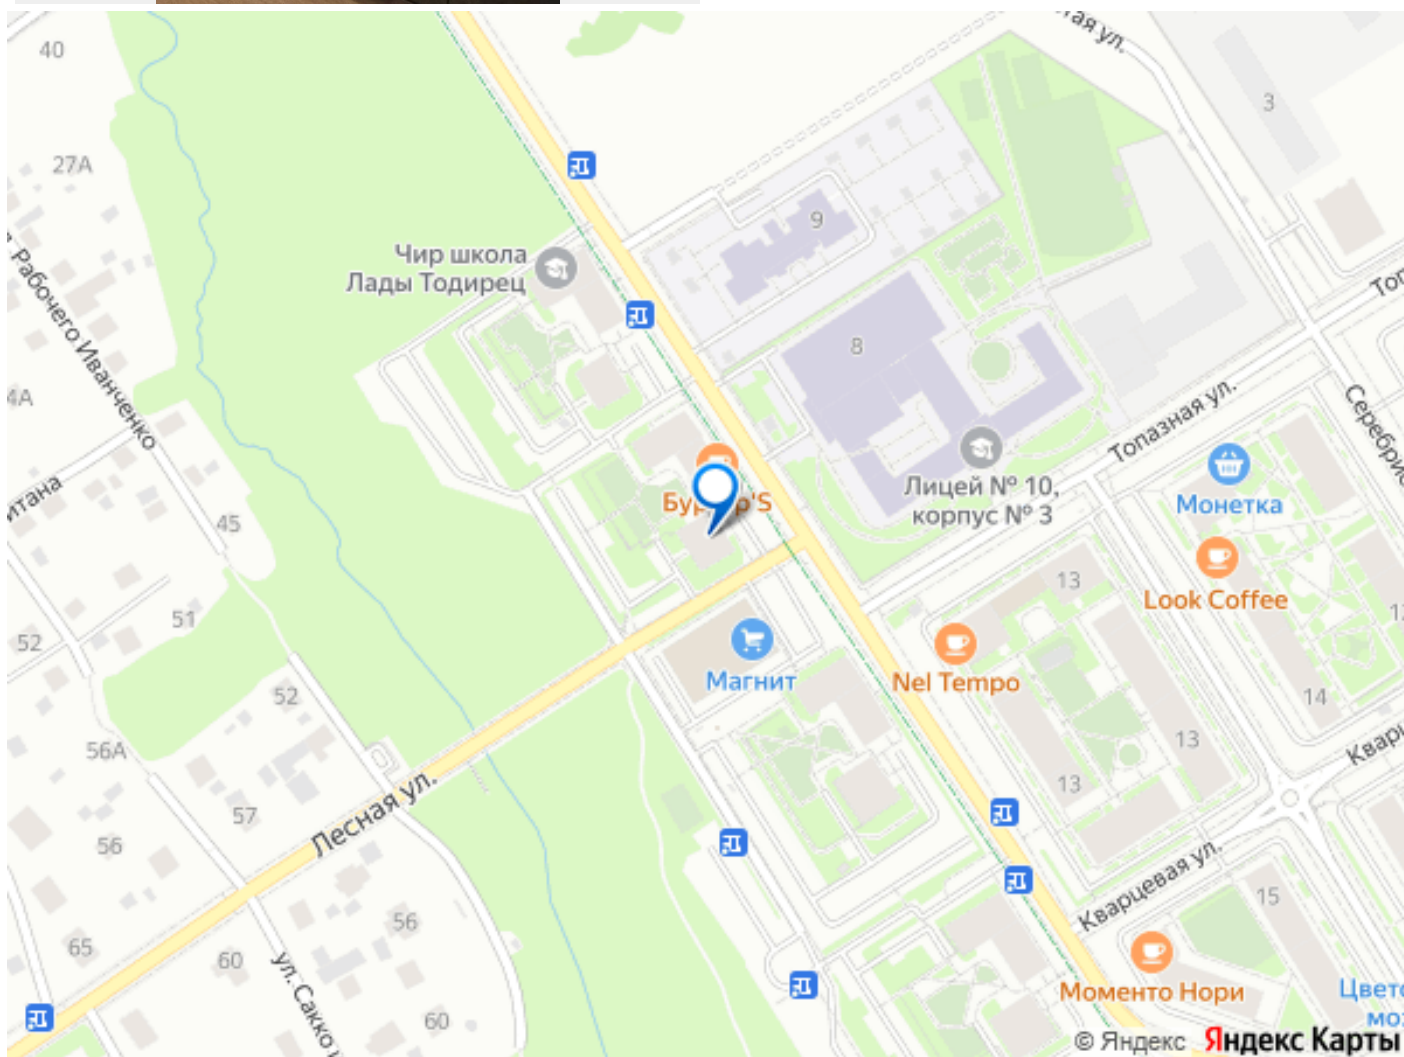 40
тая ул.
3
27А
9
Чир школа
Лады Тодирец
Рабочего Иванченко
8
4А
Топазная ул.
Лицей № 10,
корпус № 3
Монетка
45
51
13
Look Coffee
52
Магнит
Nel Tempo
14
52
56А
13
13
57
Лесная ул.
56
Кварцевая ул.
15
56
65
60
ул. Сакко и
Моменто Нори
60
© Яндекс Яндекс Карты